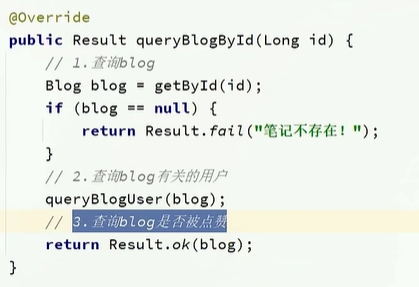 @Override
public Result queryBlogById(Long id) {
    // 1.查询blog
    Blog blog = getById(id);
    if (blog == null) {
        return Result.fail("笔记不存在！");
    }
    // 2.查询blog有关的用户
    queryBlogUser(blog);
    // 3.查询blog是否被点赞
    return Result.ok(blog);
}